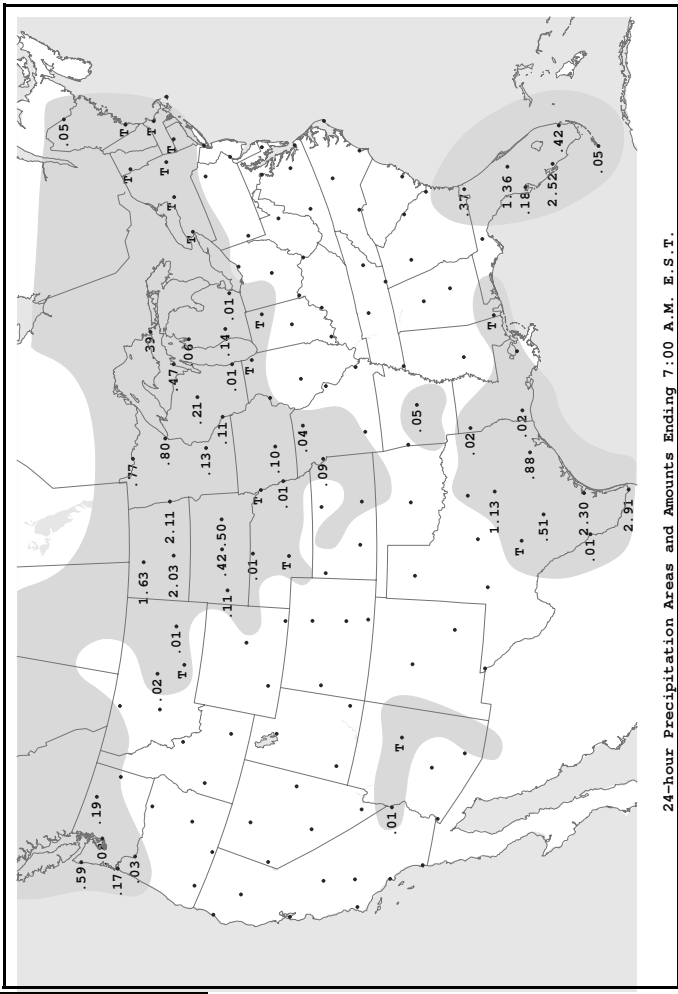 .05
.59
.19
.17
T
T
.77
.03
1.63
.39
T
.02
T
.80
2.11
T
T
2.03
.47
.01
T
.06
T
.21
.13
.11
.42
.50
.14
.11
.01
.01
T
.01
T
T
.10
.01
T
.04
.09
.01
T
.05
.37
.02
T
1.13
1.36
T
.02
.18
.88
.51
2.52
.42
2.30
.01
.05
2.91
24-hour Precipitation Areas and Amounts Ending 7:00 A.M. E.S.T.